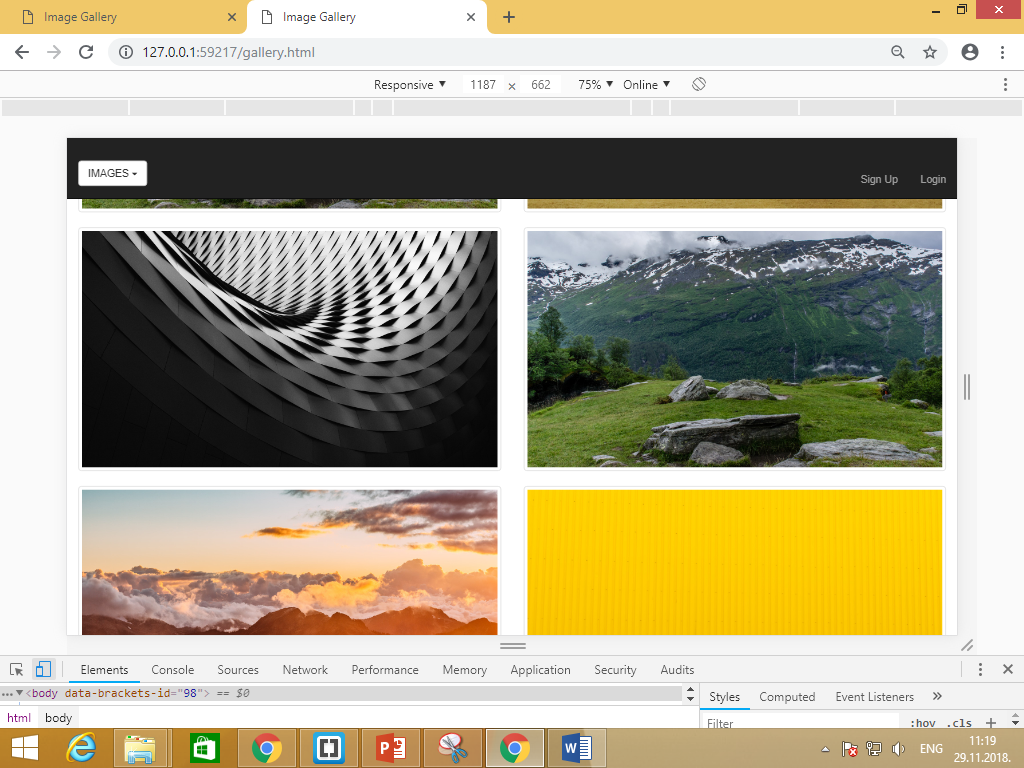 Image Gallery Image Gallery
127.0.0.1:59217/gallery.html
Responsive 1187 x 662 75% Online
IMAGES
Sign Up Login
Elements Console Sources Network Performance Memory Application Security Audits
... <body data-brackets-id="98"> == $0
Styles Computed Event Listeners »
html body
Filter :hov .cls +
ENG 11:19
29.11.2018.